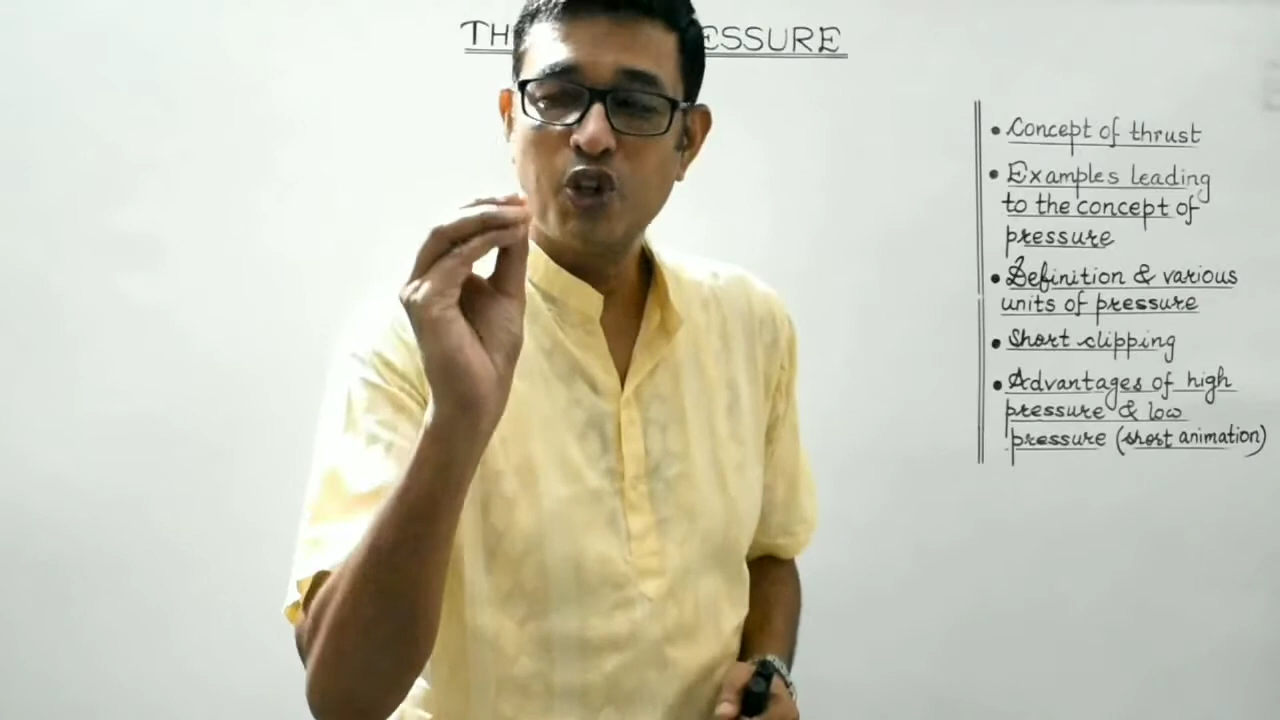 TH ESSURE
• Concept of thrust
• Examples leading
to the concept of
pressure
• Definition & various
units of pressure
• Short clipping
• Advantages of high
pressure & low
pressure (short animation)